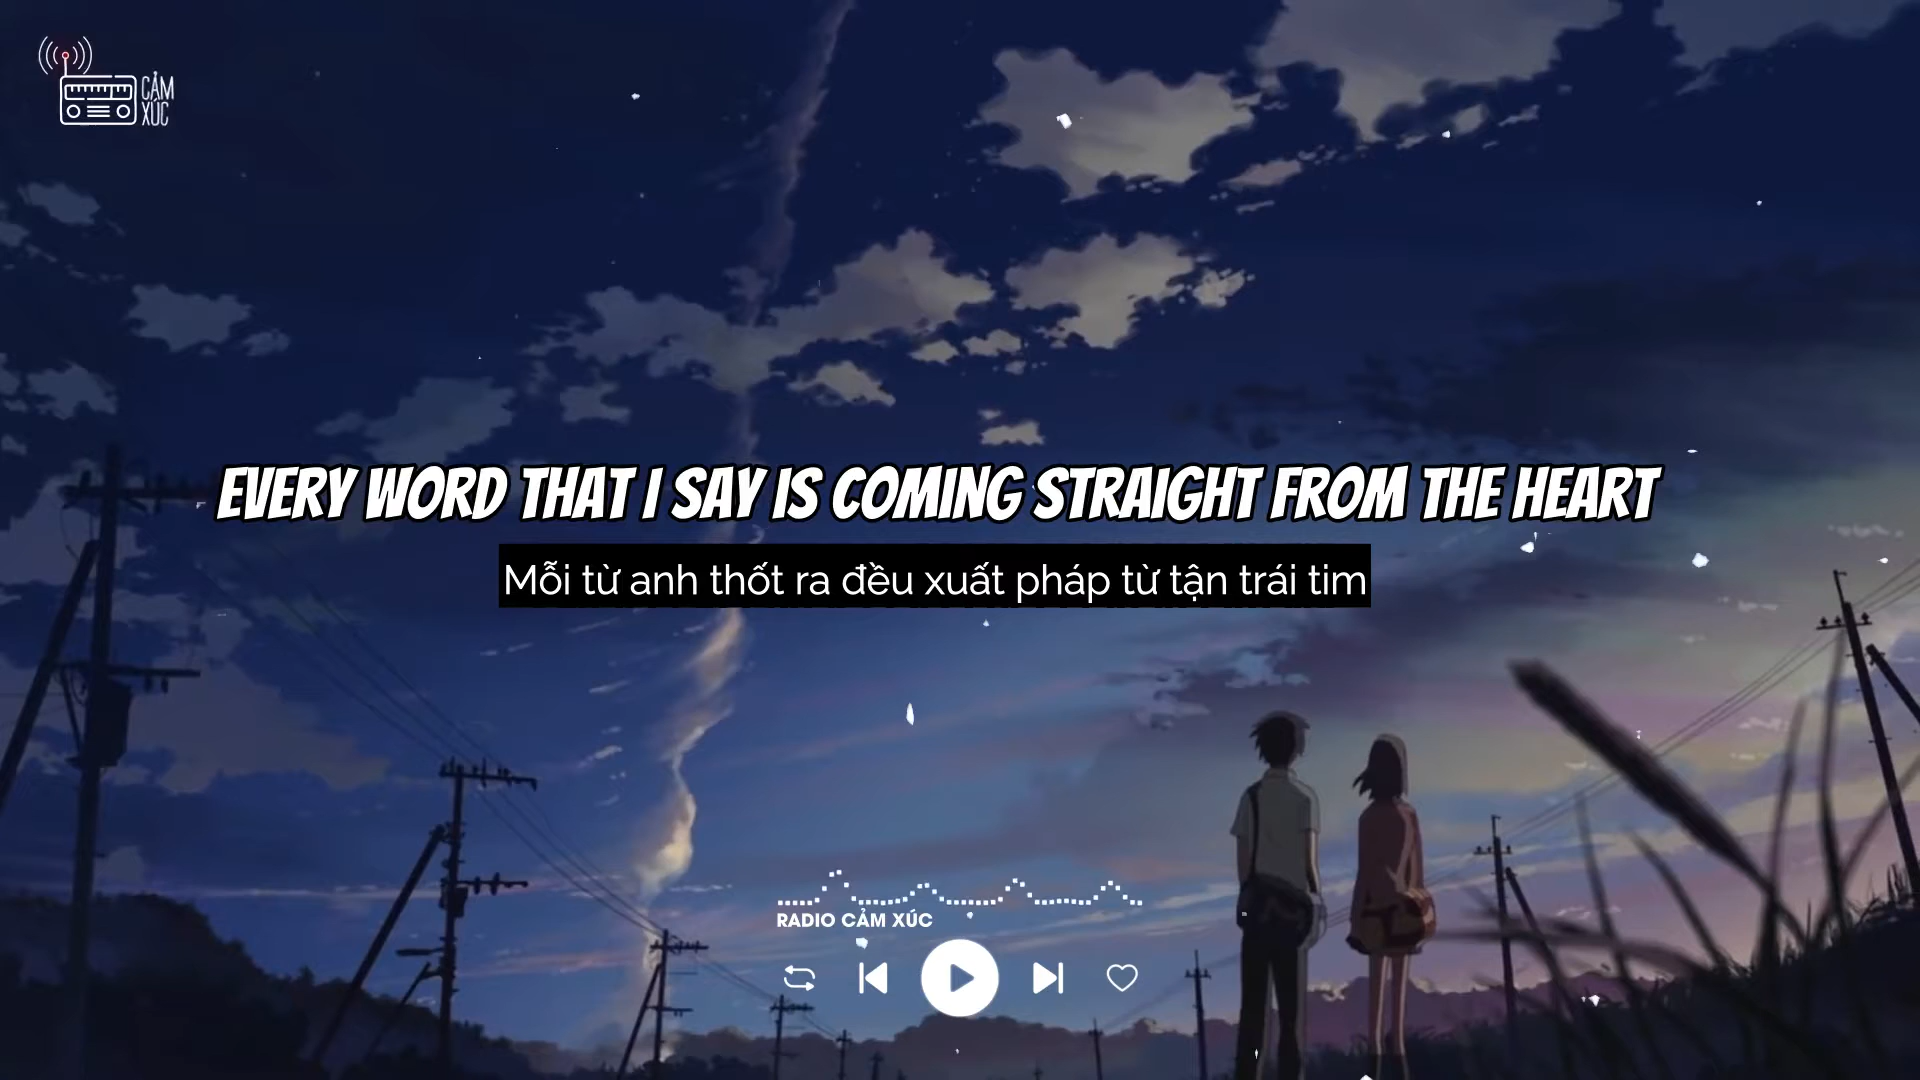 CẢM
XÚC
EVERY WORD THAT I SAY IS COMING STRAIGHT FROM THE HEART
Mỗi từ anh thốt ra đều xuất pháp từ tận trái tim
RADIO CẢM XÚC